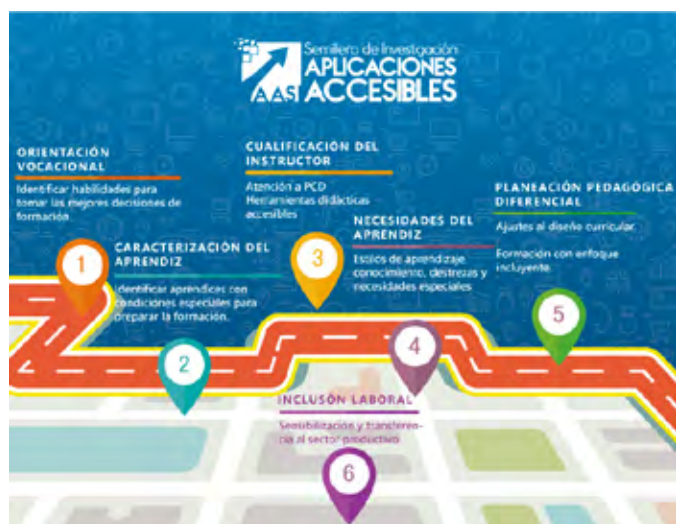 Semillero de Investigación
APLICACIONES
ACCESIBLES
AASI
ORIENTACIÓN
VOCACIONAL
Identificar habilidades para
tomar las mejores decisiones de
formación
1
CARACTERIZACIÓN DEL
APRENDIZ
Identificar aprendices con
condiciones especiales para
preparar la formación.
2
CUALIFICACIÓN DEL
INSTRUCTOR
Atención a PCD
Herramientas didácticas
accesibles
3
NECESIDADES DEL
APRENDIZ
Estilos de aprendizaje,
conocimiento, destrezas y
necesidades especiales
4
PLANEACIÓN PEDAGÓGICA
DIFERENCIAL
Ajustes al diseño curricular.
Formación con enfoque
incluyente.
5
INCLUSÓN LABORAL
Sensibilización y transferen-
cia al sector productivo
6